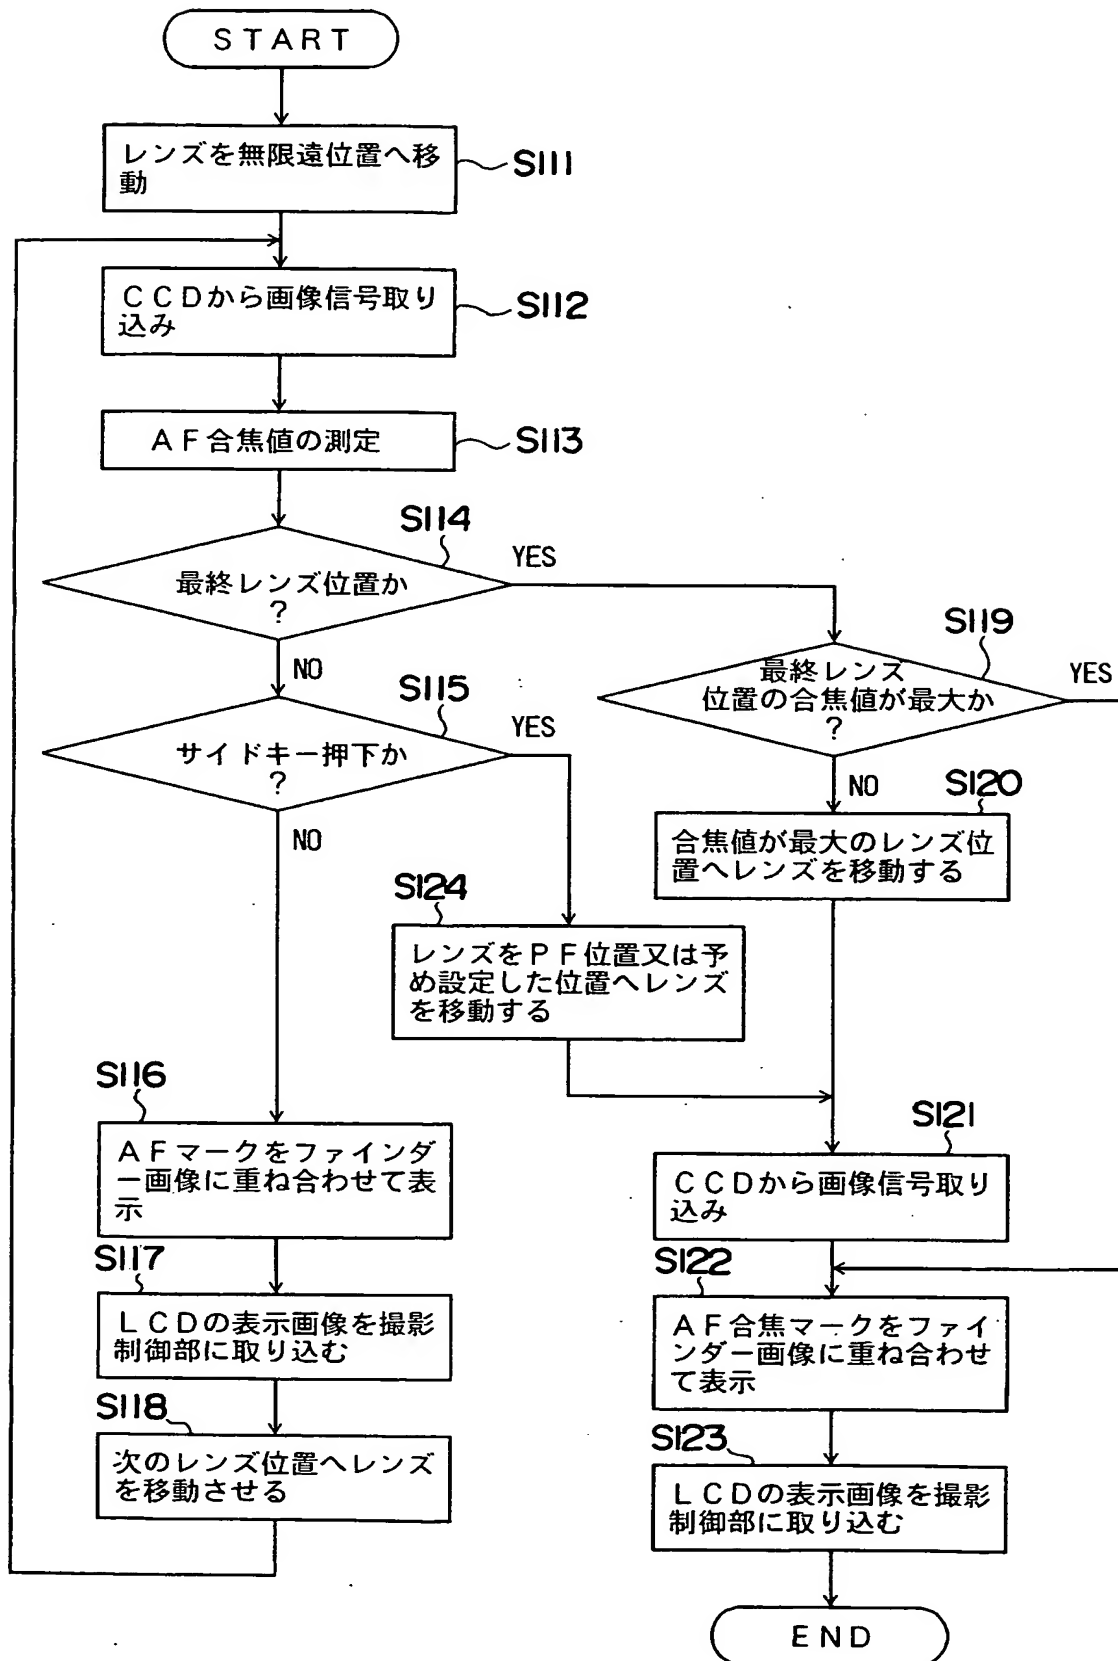 START
レンズを無限遠位置へ移
動
S111
CCDから画像信号取り
込み
S112
AF合焦値の測定
S113
S114
最終レンズ位置か
?
YES
NO
S115
サイドキー押下か
?
YES
NO
S119
最終レンズ
位置の合焦値が最大か
?
YES
NO
S120
合焦値が最大のレンズ位
置へレンズを移動する
S124
レンズをPF位置又は予
め設定した位置へレンズ
を移動する
S116
AFマークをファインダ
ー画像に重ね合わせて表
示
S117
LCDの表示画像を撮影
制御部に取り込む
S118
次のレンズ位置へレンズ
を移動させる
S121
CCDから画像信号取り
込み
S122
AF合焦マークをファイ
ンダー画像に重ね合わせ
て表示
S123
LCDの表示画像を撮影
制御部に取り込む
END